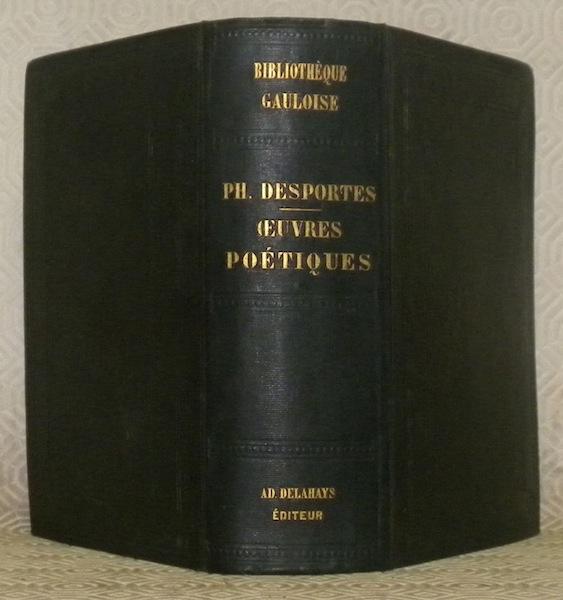 BIBLIOTHÈQUE
GAULOISE
PH. DESPORTES
ŒUVRES
POÉTIQUES
AD. DELAHAYS
ÉDITEUR